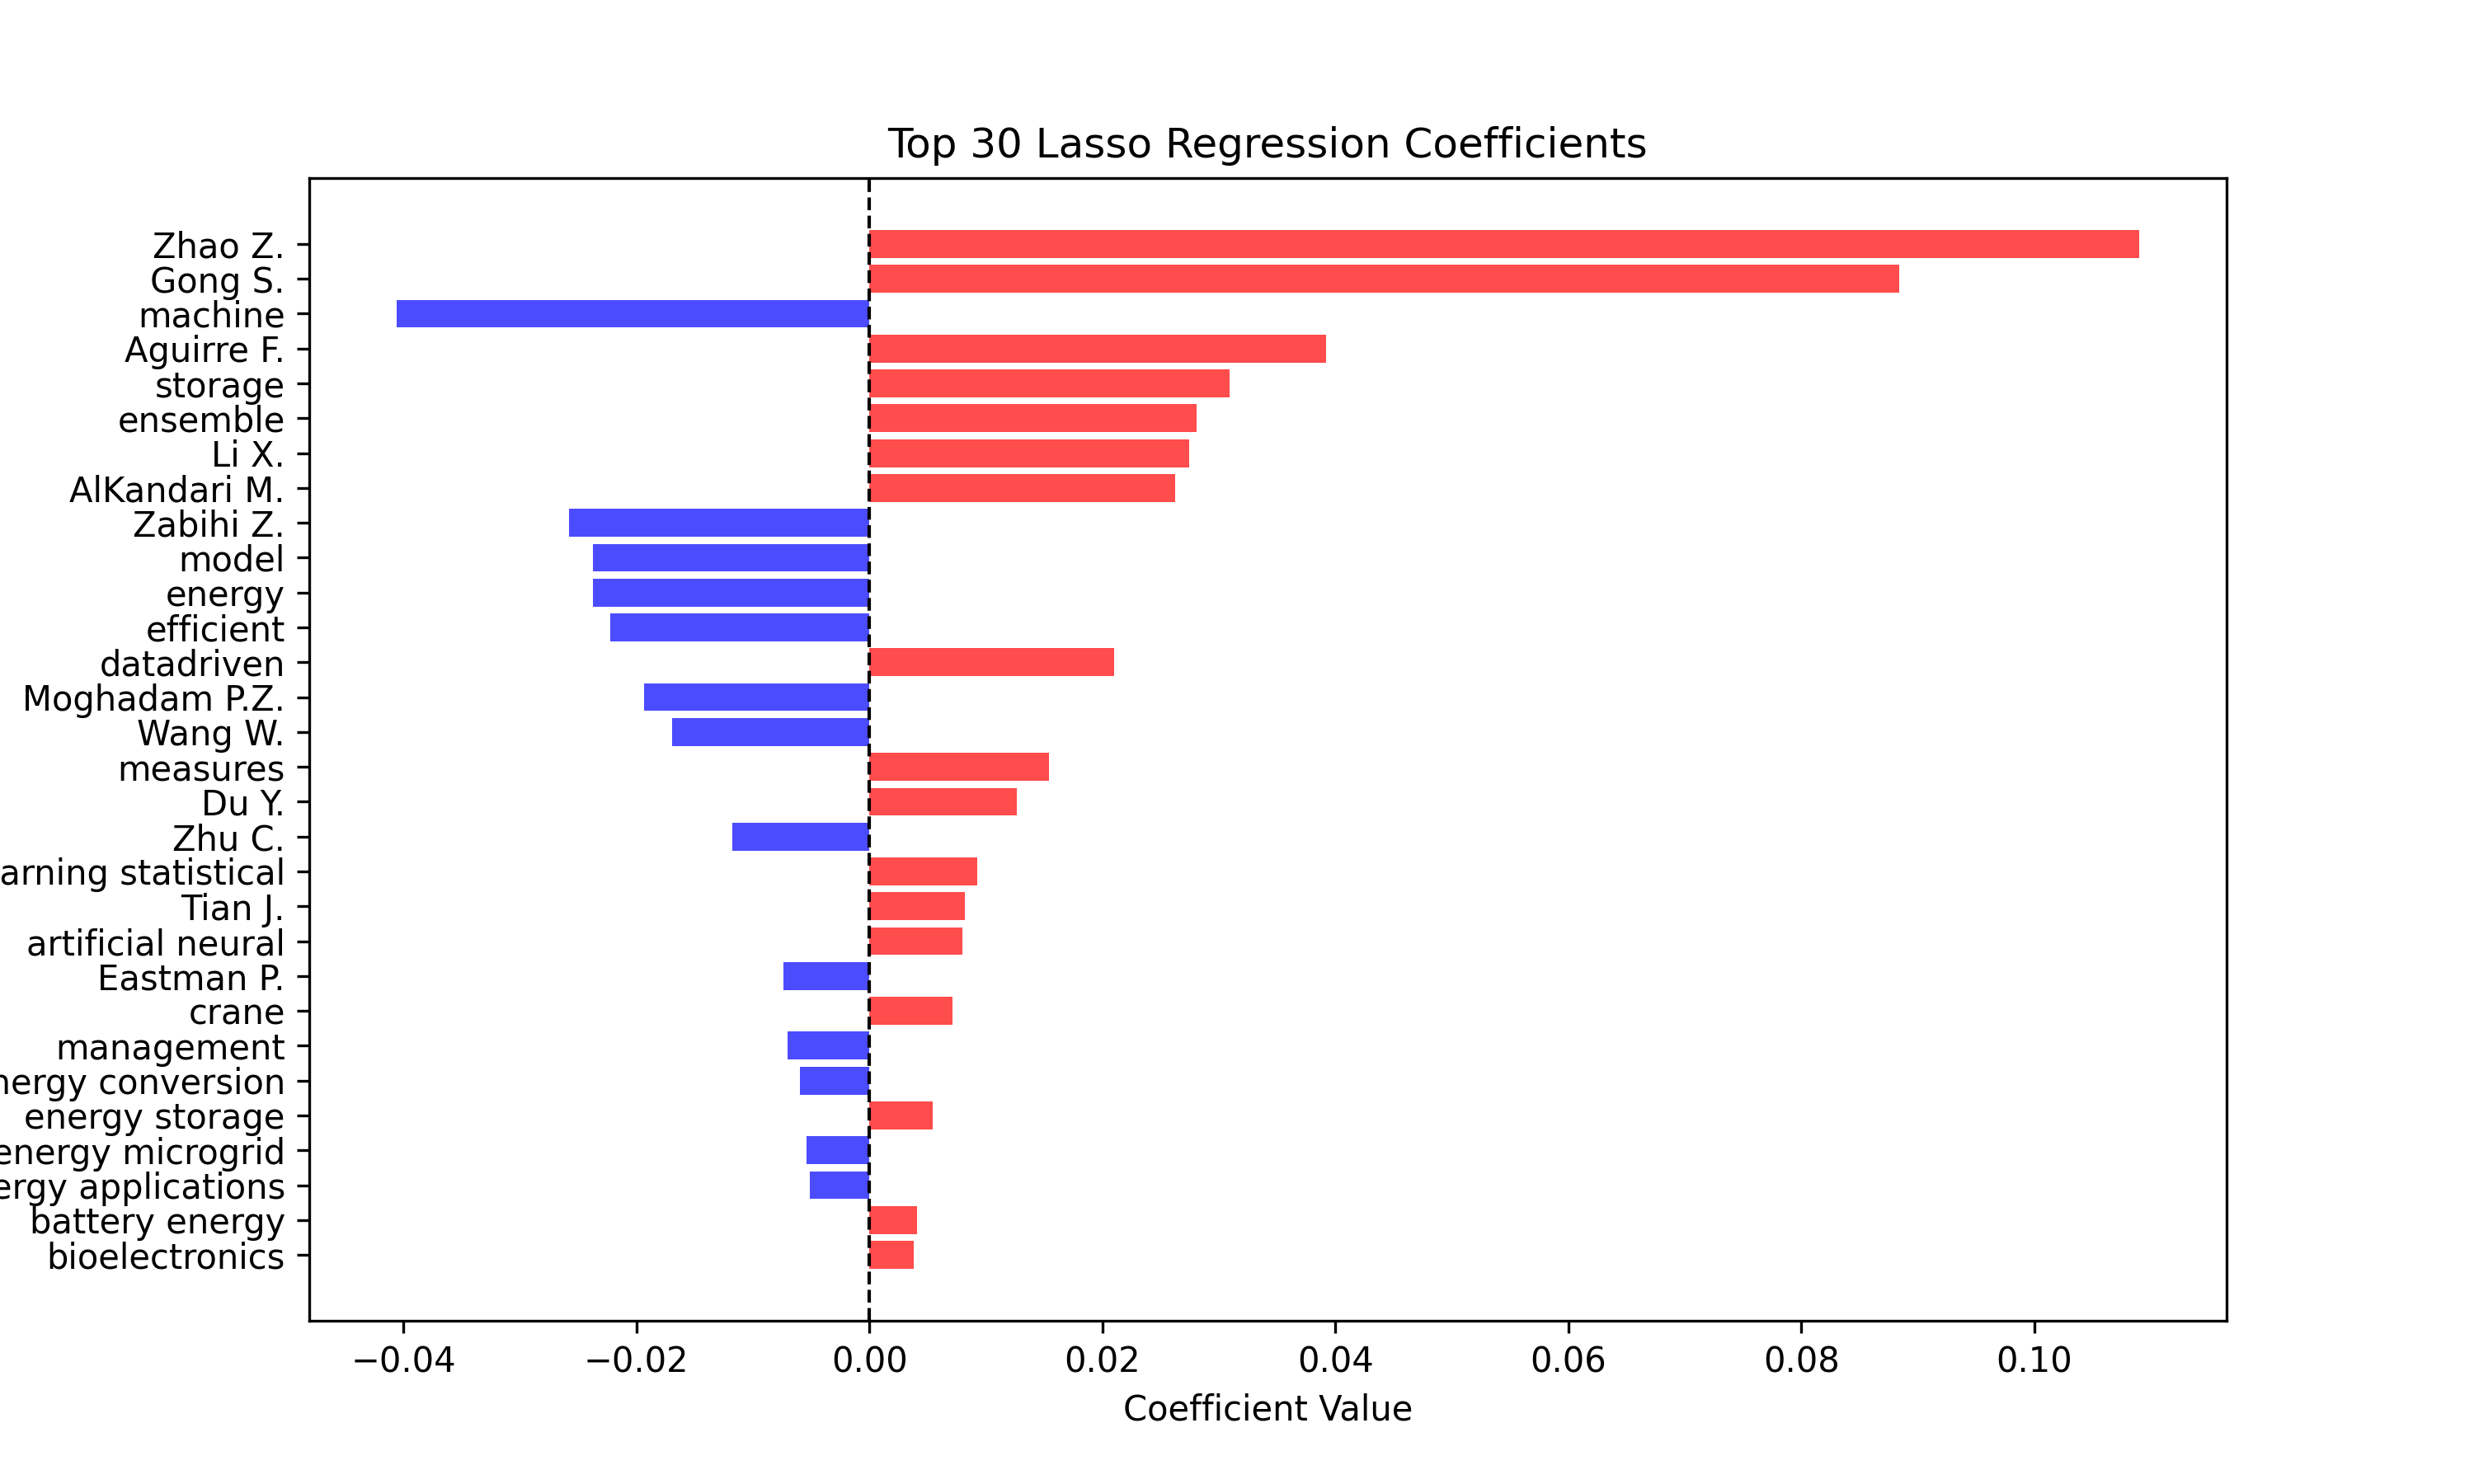 Top 30 Lasso Regression Coefficients
Zhao Z.
Gong S.
machine
Aguirre F.
storage
ensemble
Li X.
AlKandari M.
Zabihi Z.
model
energy
efficient
datadriven
Moghadam P.Z.
Wang W.
measures
Du Y.
Zhu C.
arning statistical
Tian J.
artificial neural
Eastman P.
crane
management
nergy conversion
energy storage
energy microgrid
ergy applications
battery energy
bioelectronics
−0.04 −0.02 0.00 0.02 0.04 0.06 0.08 0.10
Coefficient Value